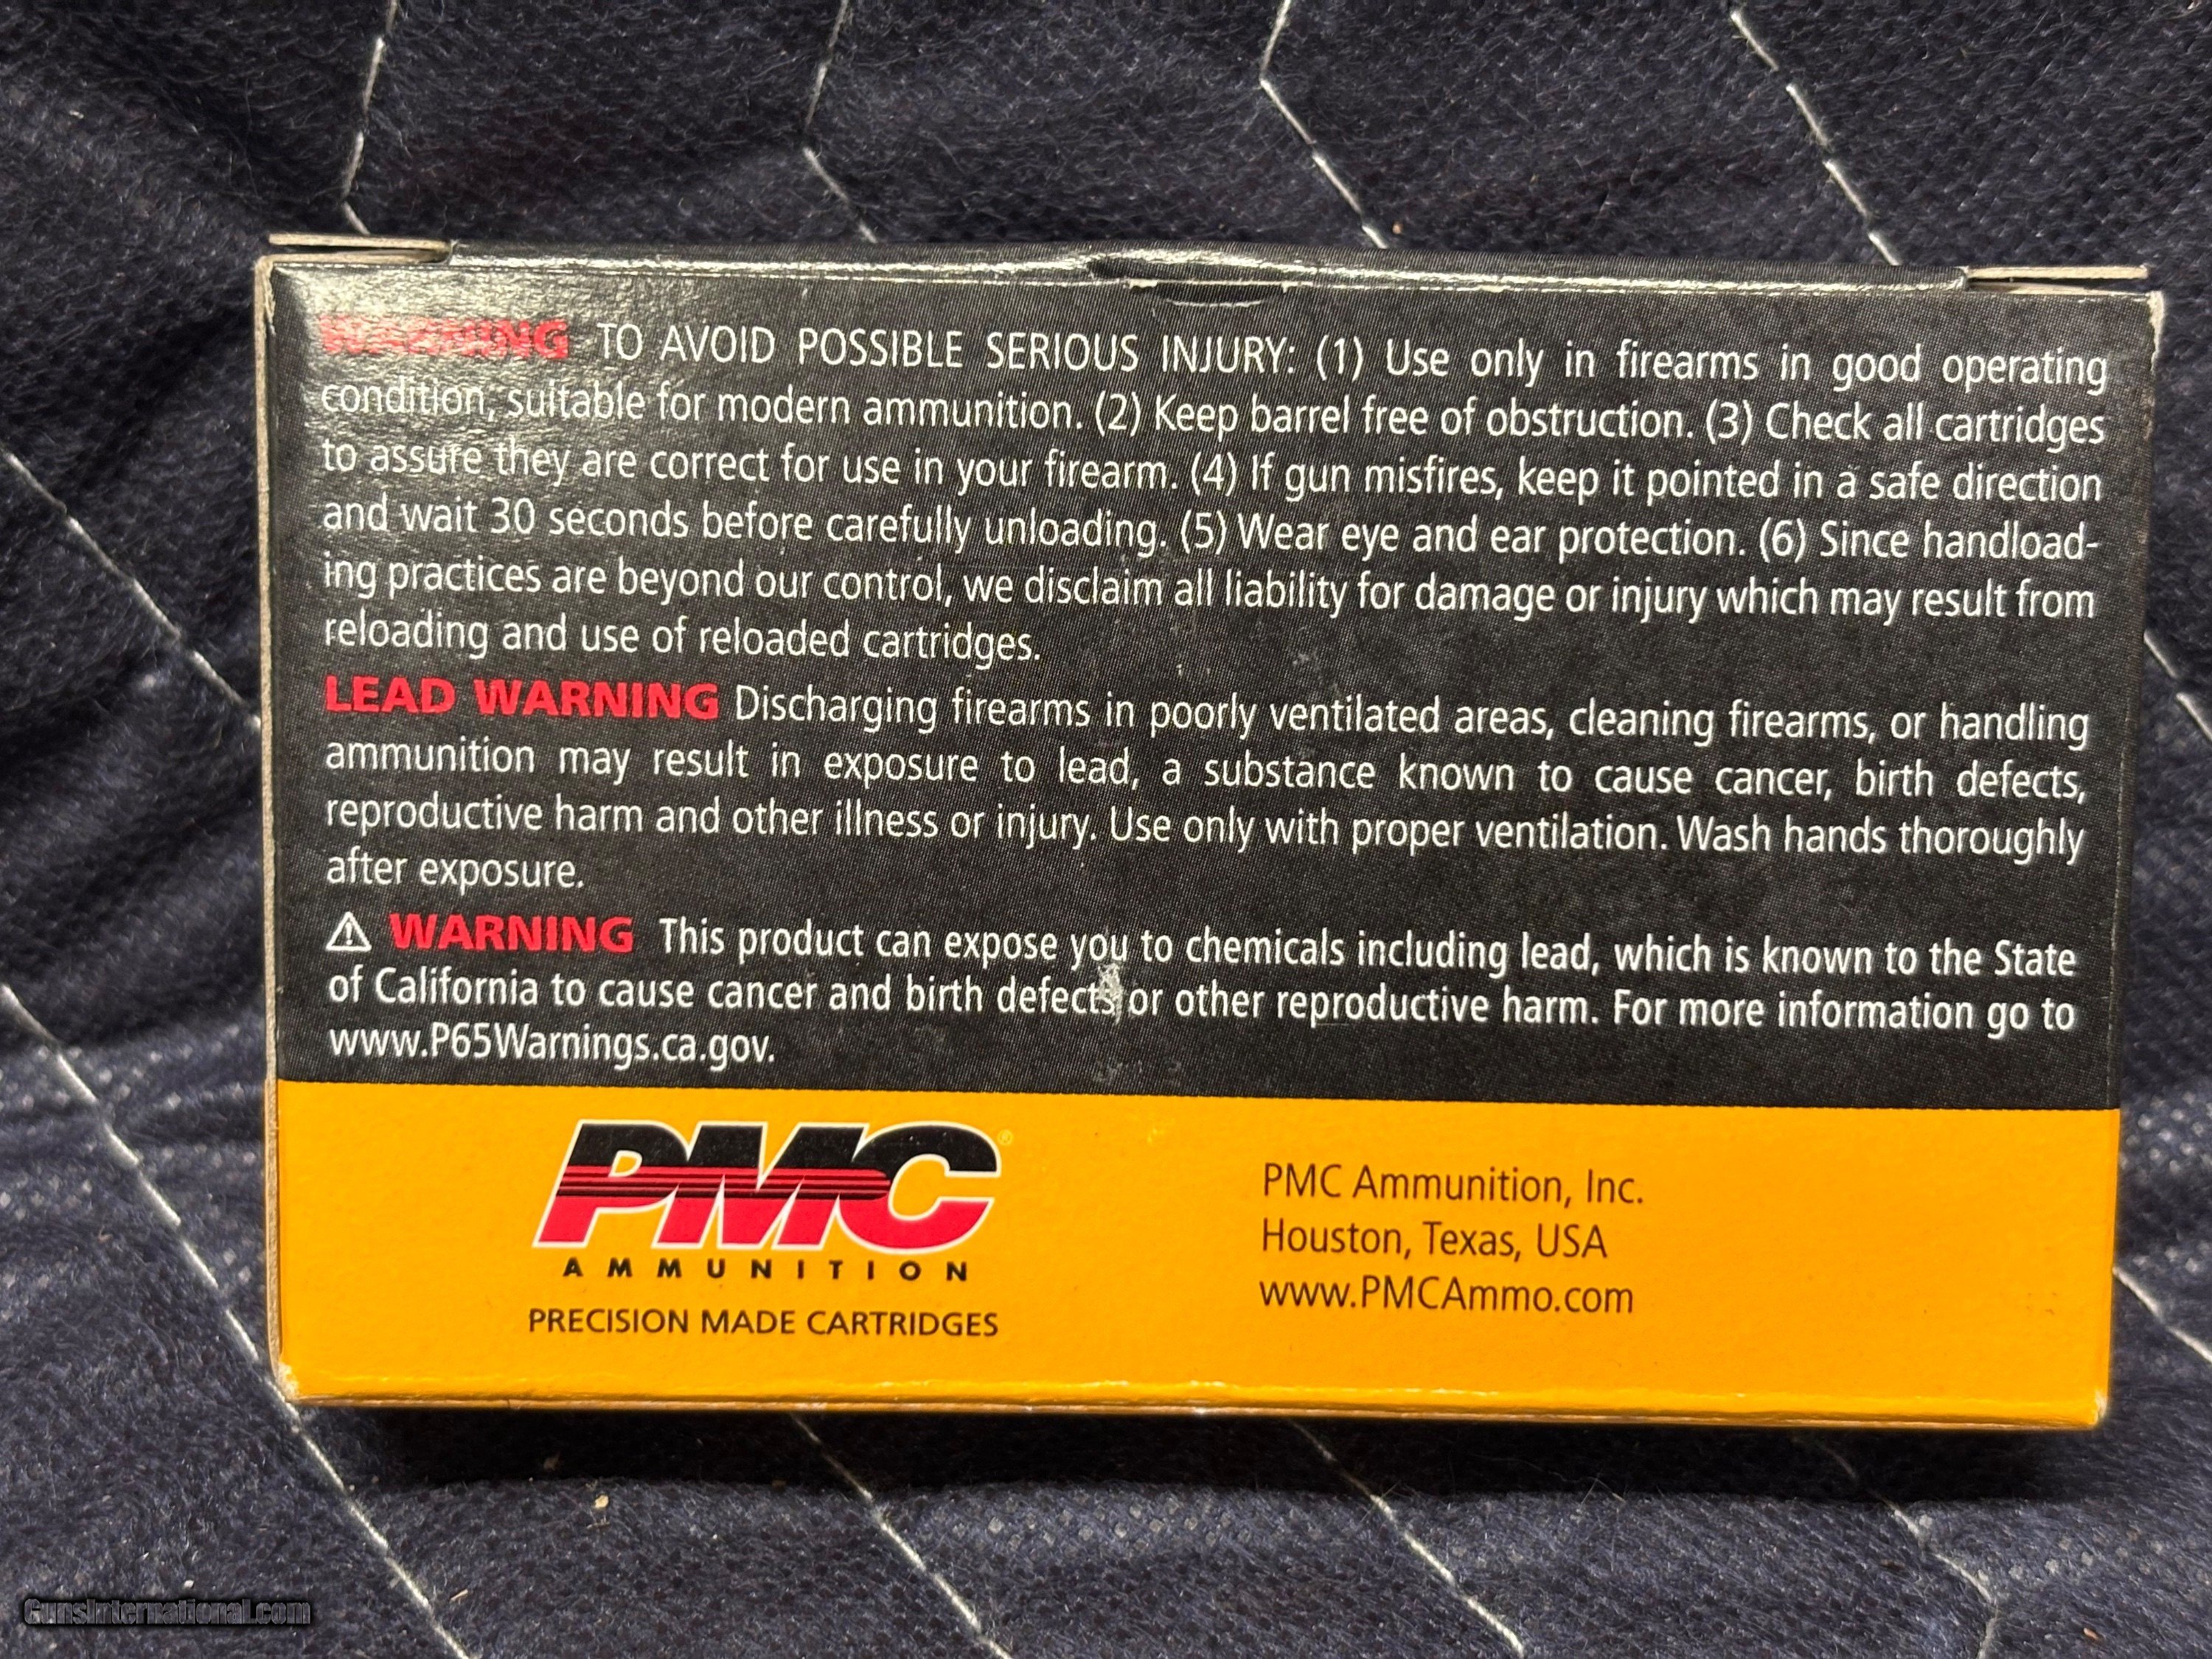 WARNING TO AVOID POSSIBLE SERIOUS INJURY: (1) Use only in firearms in good operating
condition, suitable for modern ammunition. (2) Keep barrel free of obstruction. (3) Check all cartridges
to assure they are correct for use in your firearm. (4) If gun misfires, keep it pointed in a safe direction
and wait 30 seconds before carefully unloading. (5) Wear eye and ear protection. (6) Since handload-
ing practices are beyond our control, we disclaim all liability for damage or injury which may result from
reloading and use of reloaded cartridges.
LEAD WARNING Discharging firearms in poorly ventilated areas, cleaning firearms, or handling
ammunition may result in exposure to lead, a substance known to cause cancer, birth defects,
reproductive harm and other illness or injury. Use only with proper ventilation. Wash hands thoroughly
after exposure.
⚠ WARNING This product can expose you to chemicals including lead, which is known to the State
of California to cause cancer and birth defects or other reproductive harm. For more information go to
www.P65Warnings.ca.gov.
PMC®
AMMUNITION
PRECISION MADE CARTRIDGES
PMC Ammunition, Inc.
Houston, Texas, USA
www.PMCAmmo.com
GunsInternational.com